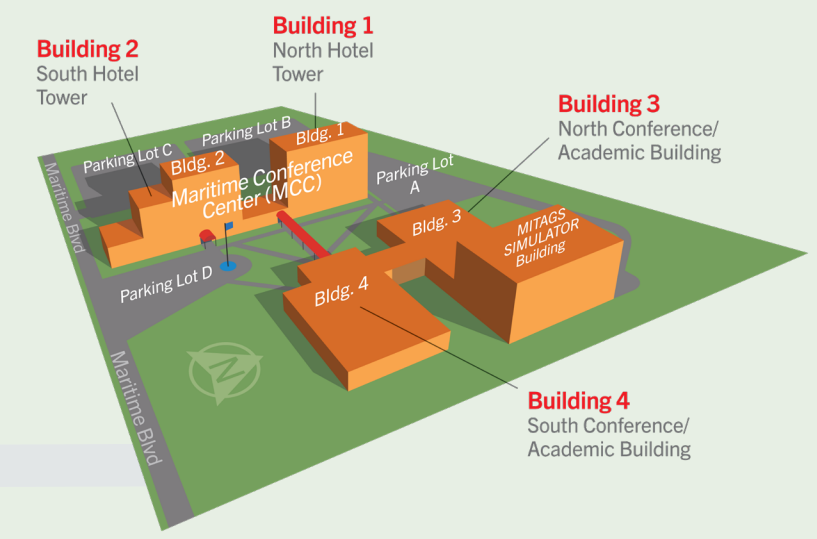 Building 1
North Hotel
Tower
Building 2
South Hotel
Tower
Building 3
North Conference/
Academic Building
Parking Lot B
Parking Lot C
Bldg. 1
Bldg. 2
Maritime Conference
Center (MCC)
Parking Lot
A
Maritime Blvd
Bldg. 3
MITAGS
SIMULATOR
Building
Parking Lot D
Bldg. 4
N
Maritime Blvd
Building 4
South Conference/
Academic Building